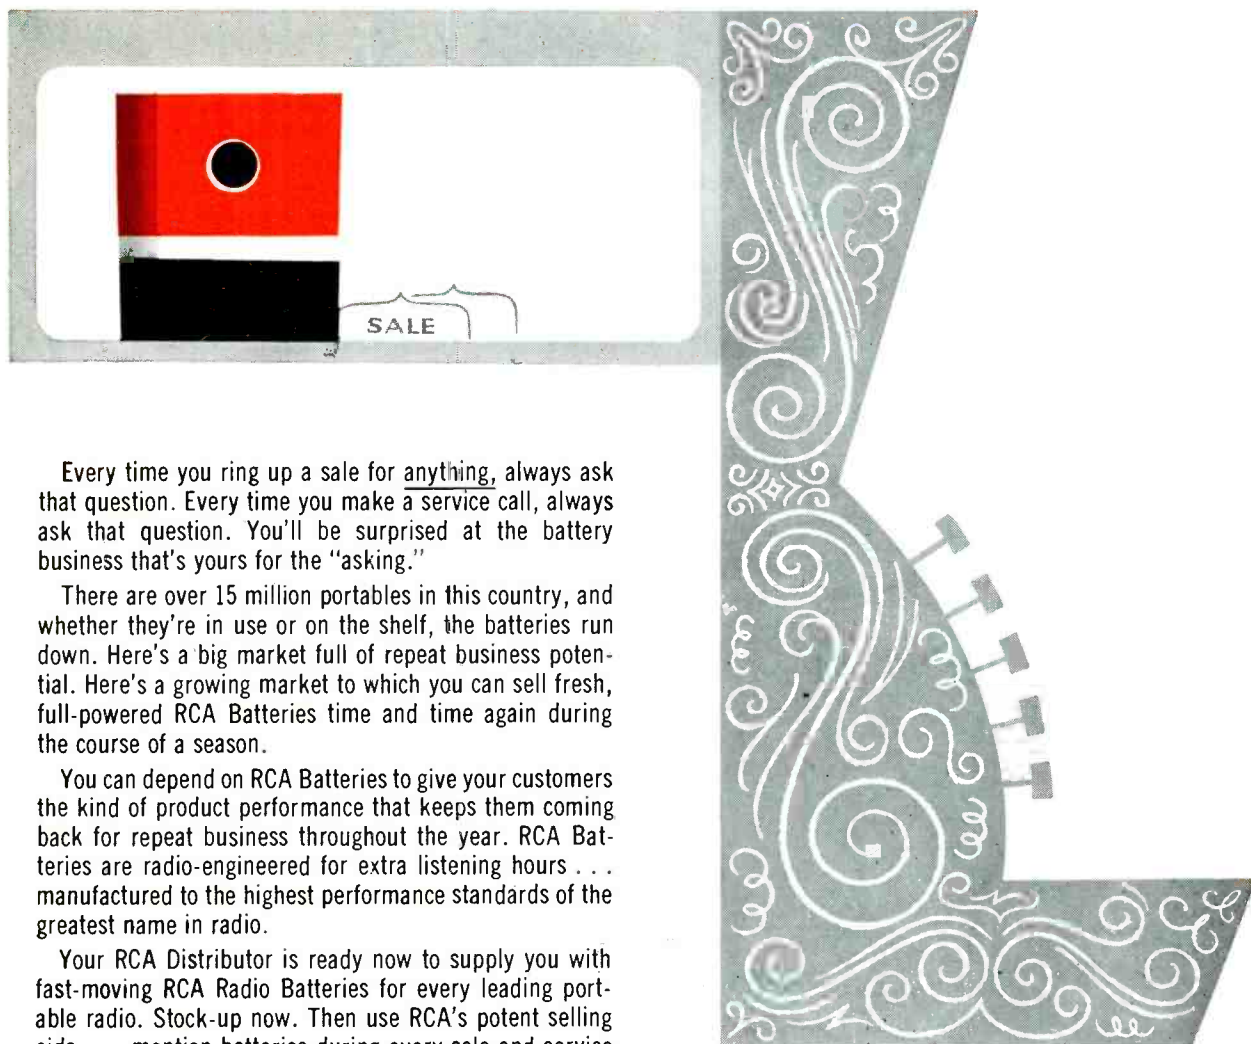 SALE
Every time you ring up a sale for anything, always ask
that question. Every time you make a service call, always
ask that question. You'll be surprised at the battery
business that's yours for the "asking."
There are over 15 million portables in this country, and
whether they're in use or on the shelf, the batteries run
down. Here's a big market full of repeat business poten-
tial. Here's a growing market to which you can sell fresh,
full-powered RCA Batteries time and time again during
the course of a season.
You can depend on RCA Batteries to give your customers
the kind of product performance that keeps them coming
back for repeat business throughout the year. RCA Bat-
teries are radio-engineered for extra listening hours . . .
manufactured to the highest performance standards of the
greatest name in radio.
Your RCA Distributor is ready now to supply you with
fast-moving RCA Radio Batteries for every leading port-
able radio. Stock-up now. Then use RCA's potent selling
mention batteries during every sale and service